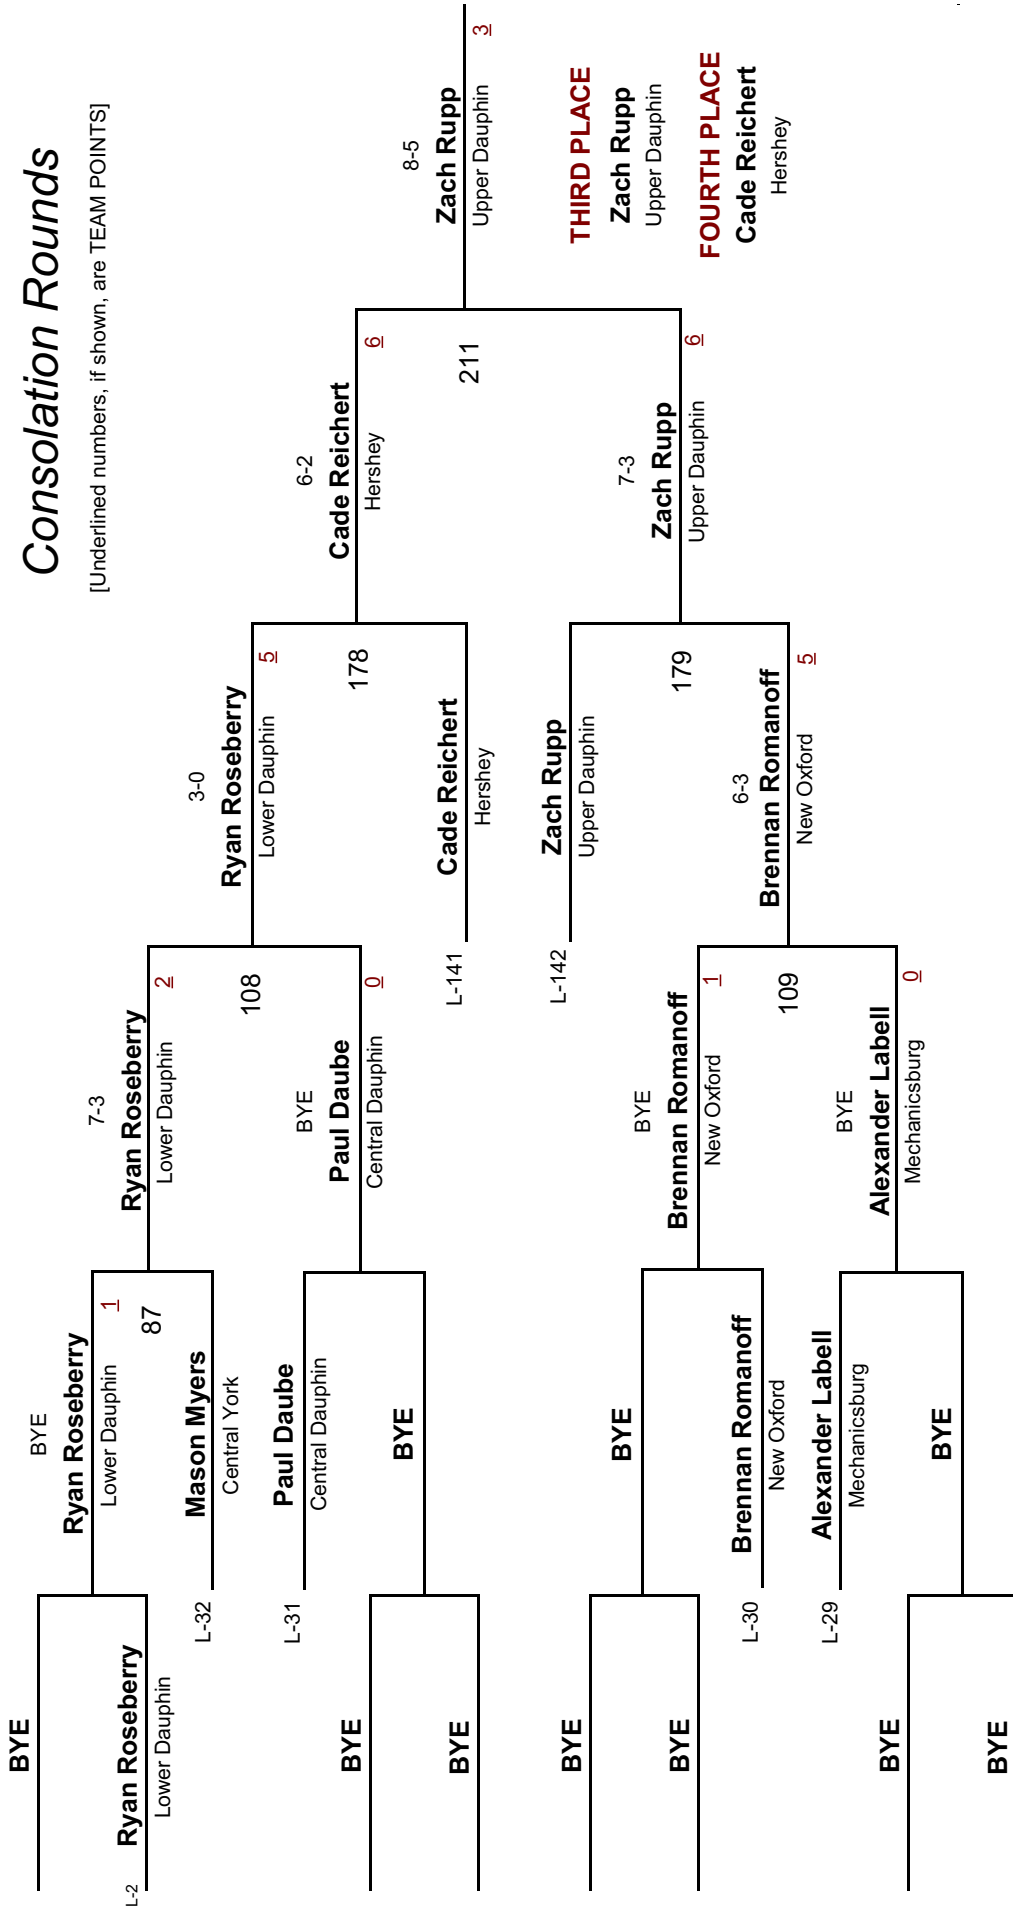 Consolation Rounds
[Underlined numbers, if shown, are TEAM POINTS]
BYE
L-2
Ryan Roseberry
Lower Dauphin
BYE
BYE
BYE
BYE
BYE
BYE
BYE
Ryan Roseberry
Lower Dauphin
1
87
L-32
Mason Myers
Central York
L-31
Paul Daube
Central Dauphin
BYE
BYE
L-30
Brennan Romanoff
New Oxford
L-29
Alexander Labell
Mechanicsburg
BYE
7-3
Ryan Roseberry
Lower Dauphin
2
108
BYE
Paul Daube
Central Dauphin
0
BYE
Brennan Romanoff
New Oxford
1
109
BYE
Alexander Labell
Mechanicsburg
0
3-0
Ryan Roseberry
Lower Dauphin
5
178
L-141
Cade Reichert
Hershey
L-142
Zach Rupp
Upper Dauphin
179
6-3
Brennan Romanoff
New Oxford
5
6-2
Cade Reichert
Hershey
6
211
7-3
Zach Rupp
Upper Dauphin
6
8-5
Zach Rupp
Upper Dauphin
3
THIRD PLACE
Zach Rupp
Upper Dauphin
FOURTH PLACE
Cade Reichert
Hershey